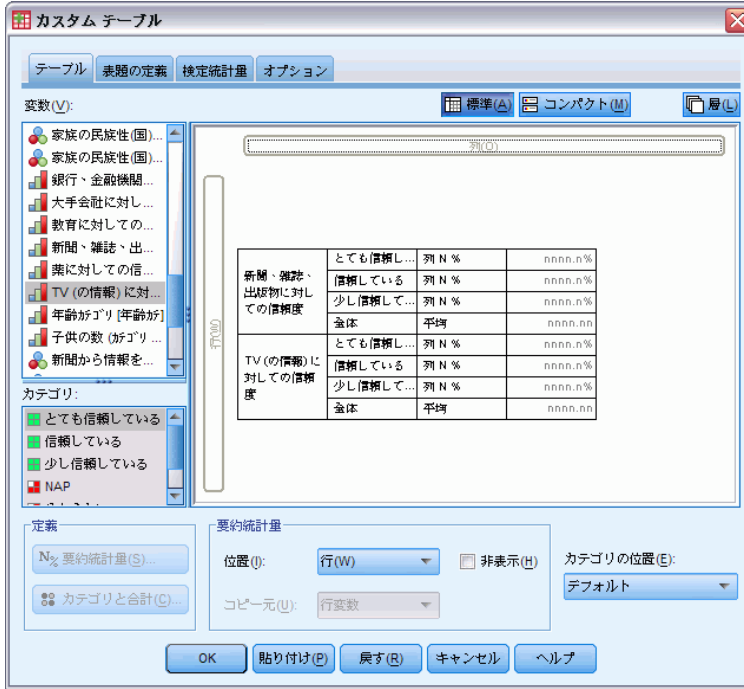 カスタム テーブル
テーブル 表題の定義 検定統計量 オプション
変数(V):
標準(A) コンパクト(M) 層(L)
家族の民族性(国)...
家族の民族性(国)...
銀行、金融機関...
大手会社に対し...
教育に対しての...
新聞、雑誌、出...
薬に対しての信...
TV (の情報) に対...
年齢ｶﾃｺﾞﾘ [年齢ｶﾃ]
子供の数 (ｶﾃｺﾞﾘ ...
新聞から情報を...
カテゴリ:
とても信頼している
信頼している
少し信頼している
NAP
列(O)
行(W)
新聞、雑誌、
出版物に対し
ての信頼度
とても信頼し... 列 N % nnnn.n%
信頼している 列 N % nnnn.n%
少し信頼して... 列 N % nnnn.n%
全体 平均 nnnn.nn
TV (の情報) に
対しての信頼
度
とても信頼し... 列 N % nnnn.n%
信頼している 列 N % nnnn.n%
少し信頼して... 列 N % nnnn.n%
全体 平均 nnnn.nn
定義
N% 要約統計量(S)...
カテゴリと合計(C)...
要約統計量
位置(I): 行(W) 非表示(H)
コピー元(U): 行変数
カテゴリの位置(E):
デフォルト
OK 貼り付け(P) 戻す(R) キャンセル ヘルプ